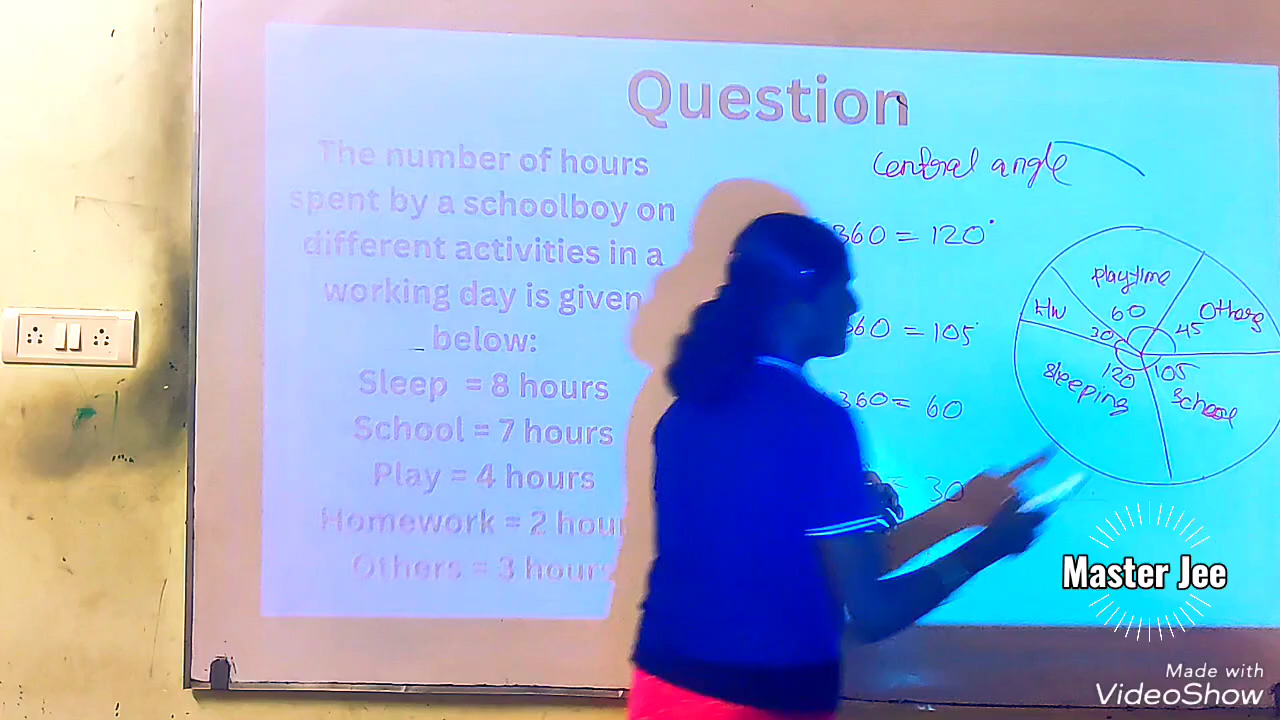 Question
The number of hours
spent by a schoolboy on
different activities in a
working day is given
below:
Sleep = 8 hours
School = 7 hours
Play = 4 hours
Homework = 2 hour
Others = 3 hours
central angle
360 = 120°
360 = 105°
360 = 60
= 30
playtime
60
Others
45
HW
30
sleeping
120
105
School
Master Jee
Made with
VideoShow